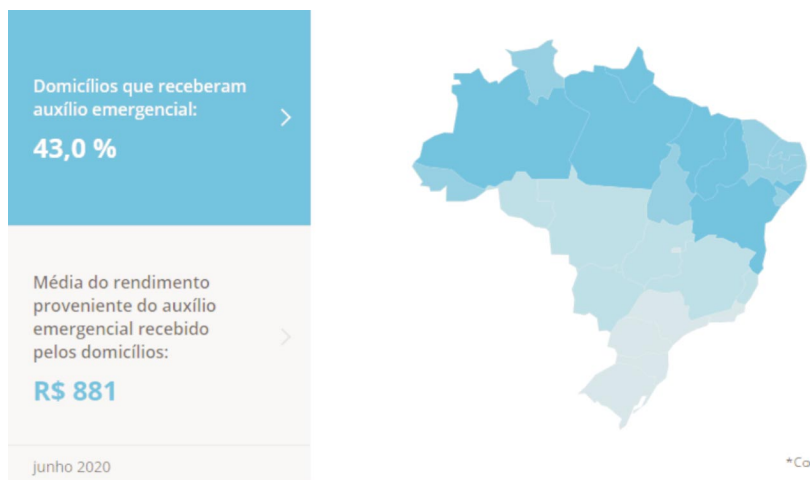 Domicílios que receberam
auxílio emergencial:
43,0 %
Média do rendimento
proveniente do auxílio
emergencial recebido
pelos domicílios:
R$ 881
junho 2020